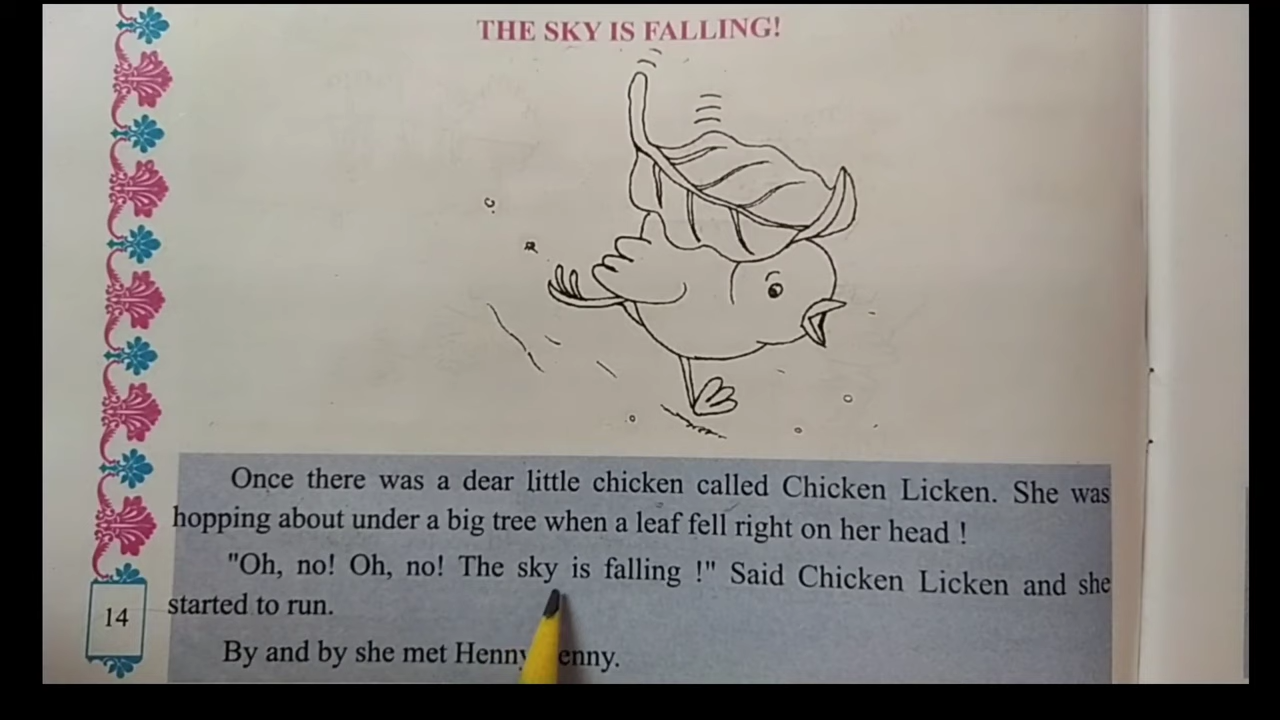 THE SKY IS FALLING!
Once there was a dear little chicken called Chicken Licken. She was
hopping about under a big tree when a leaf fell right on her head !
"Oh, no! Oh, no! The sky is falling !" Said Chicken Licken and she
started to run.
14
By and by she met Henny enny.